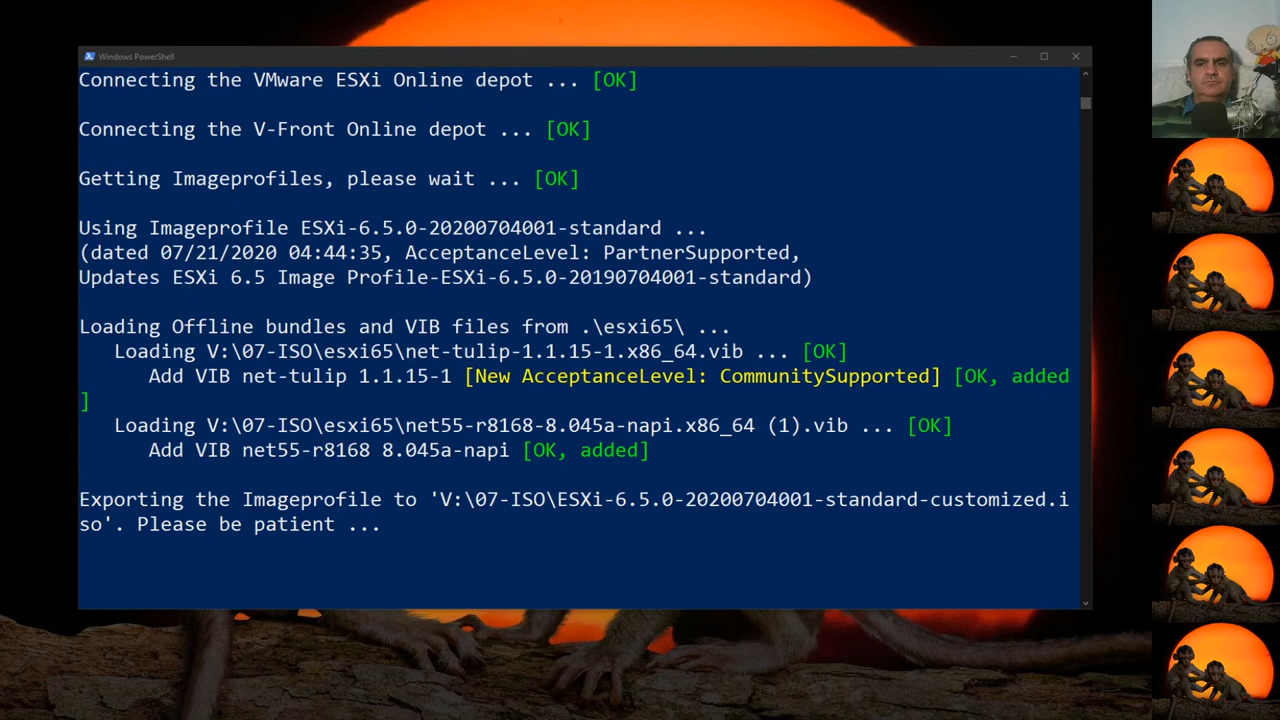 Windows PowerShell
Connecting the VMware ESXi Online depot ... [OK]
Connecting the V-Front Online depot ... [OK]
Getting Imageprofiles, please wait ... [OK]
Using Imageprofile ESXi-6.5.0-20200704001-standard ...
(dated 07/21/2020 04:44:35, AcceptanceLevel: PartnerSupported,
Updates ESXi 6.5 Image Profile-ESXi-6.5.0-20190704001-standard)
Loading Offline bundles and VIB files from .\esxi65\ ...
Loading V:\07-ISO\esxi65\net-tulip-1.1.15-1.x86_64.vib ... [OK]
Add VIB net-tulip 1.1.15-1 [New AcceptanceLevel: CommunitySupported] [OK, added
]
Loading V:\07-ISO\esxi65\net55-r8168-8.045a-napi.x86_64 (1).vib ... [OK]
Add VIB net55-r8168 8.045a-napi [OK, added]
Exporting the Imageprofile to 'V:\07-ISO\ESXi-6.5.0-20200704001-standard-customized.i
so'. Please be patient ...